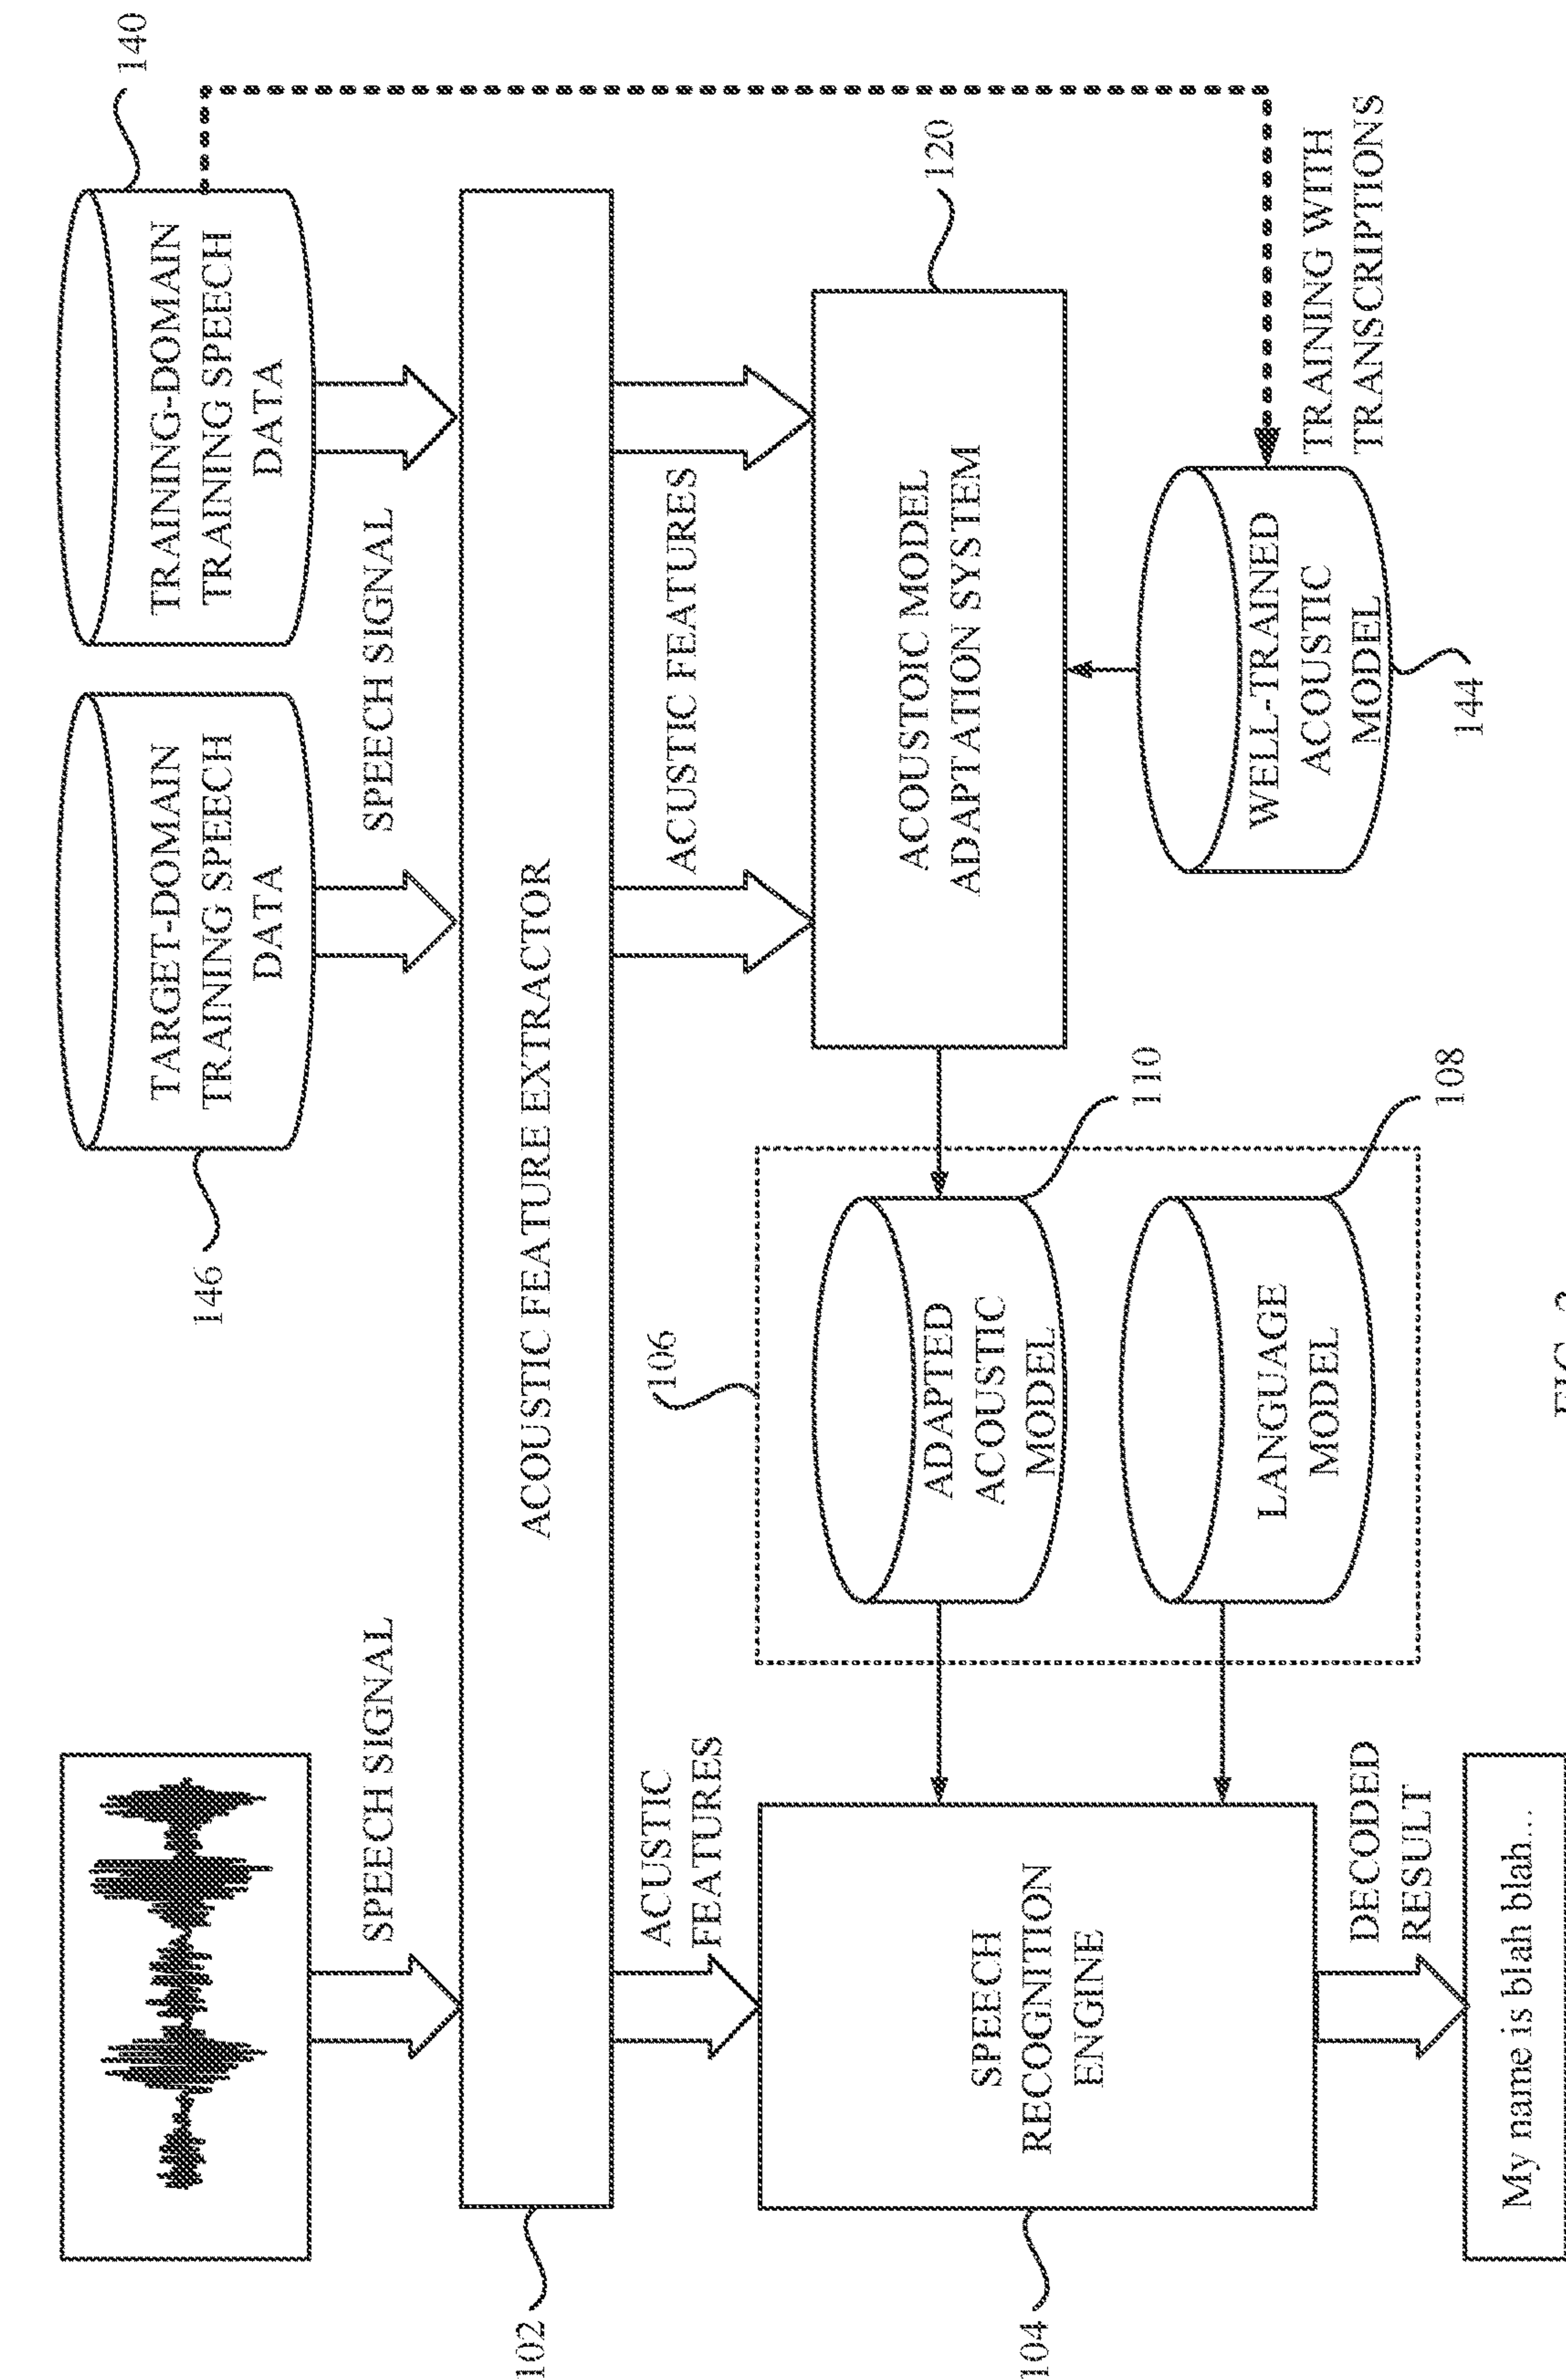 140
TRAINING-DOMAIN
TRAINING SPEECH
DATA
TARGET-DOMAIN
TRAINING SPEECH
DATA
146
SPEECH SIGNAL
SPEECH SIGNAL
102
ACOUSTIC FEATURE EXTRACTOR
ACUSTIC
FEATURES
ACUSTIC FEATURES
106
120
ACOUSTOIC MODEL
ADAPTATION SYSTEM
104
SPEECH
RECOGNITION
ENGINE
ADAPTED
ACOUSTIC
MODEL
110
LANGUAGE
MODEL
108
WELL-TRAINED
ACOUSTIC
MODEL
144
TRAINING WITH
TRANSCRIPTIONS
DECODED
RESULT
My name is blah blah...